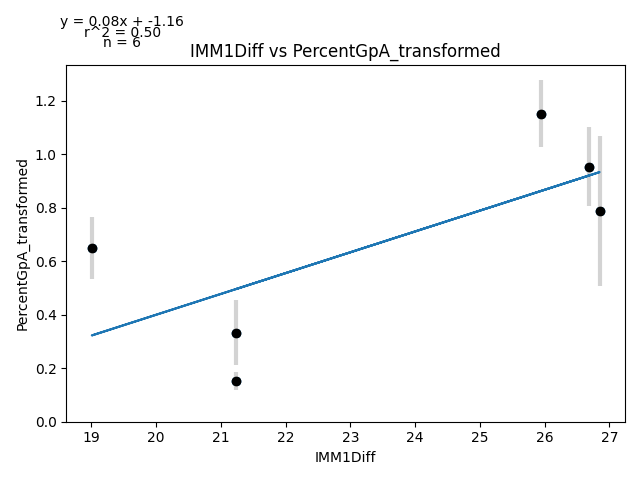 y = 0.08x + -1.16
r^2 = 0.50
n = 6
IMM1Diff vs PercentGpA_transformed
PercentGpA_transformed
1.2
1.0
0.8
0.6
0.4
0.2
0.0
19 20 21 22 23 24 25 26 27
IMM1Diff